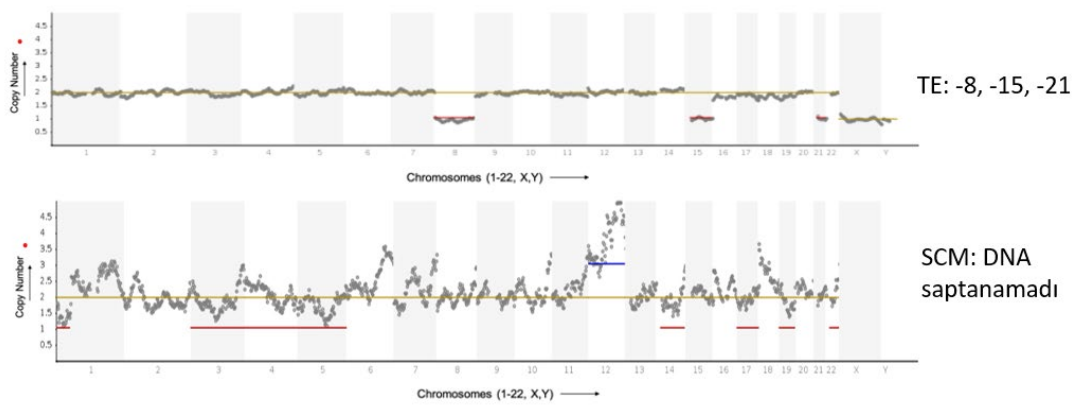 4.5
4
3.5
3
2.5
2
1.5
1
0.5
Copy Number
1 2 3 4 5 6 7 8 9 10 11 12 13 14 15 16 17 18 19 20 21 22 X Y
Chromosomes (1-22, X,Y)
TE: -8, -15, -21
4.5
4
3.5
3
2.5
2
1.5
1
0.5
Copy Number
1 2 3 4 5 6 7 8 9 10 11 12 13 14 15 16 17 18 19 20 21 22 X Y
Chromosomes (1-22, X,Y)
SCM: DNA
saptanamadı